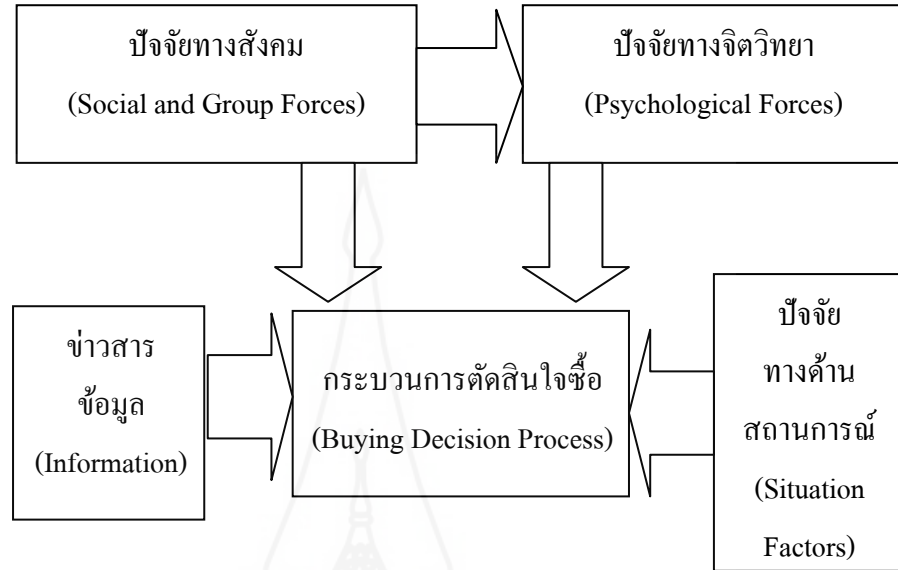 ปัจจัยทางสังคม
(Social and Group Forces)
ปัจจัยทางจิตวิทยา
(Psychological Forces)
ข่าวสาร
ข้อมูล
(Information)
กระบวนการตัดสินใจซื้อ
(Buying Decision Process)
ปัจจัย
ทางด้าน
สถานการณ์
(Situation
Factors)